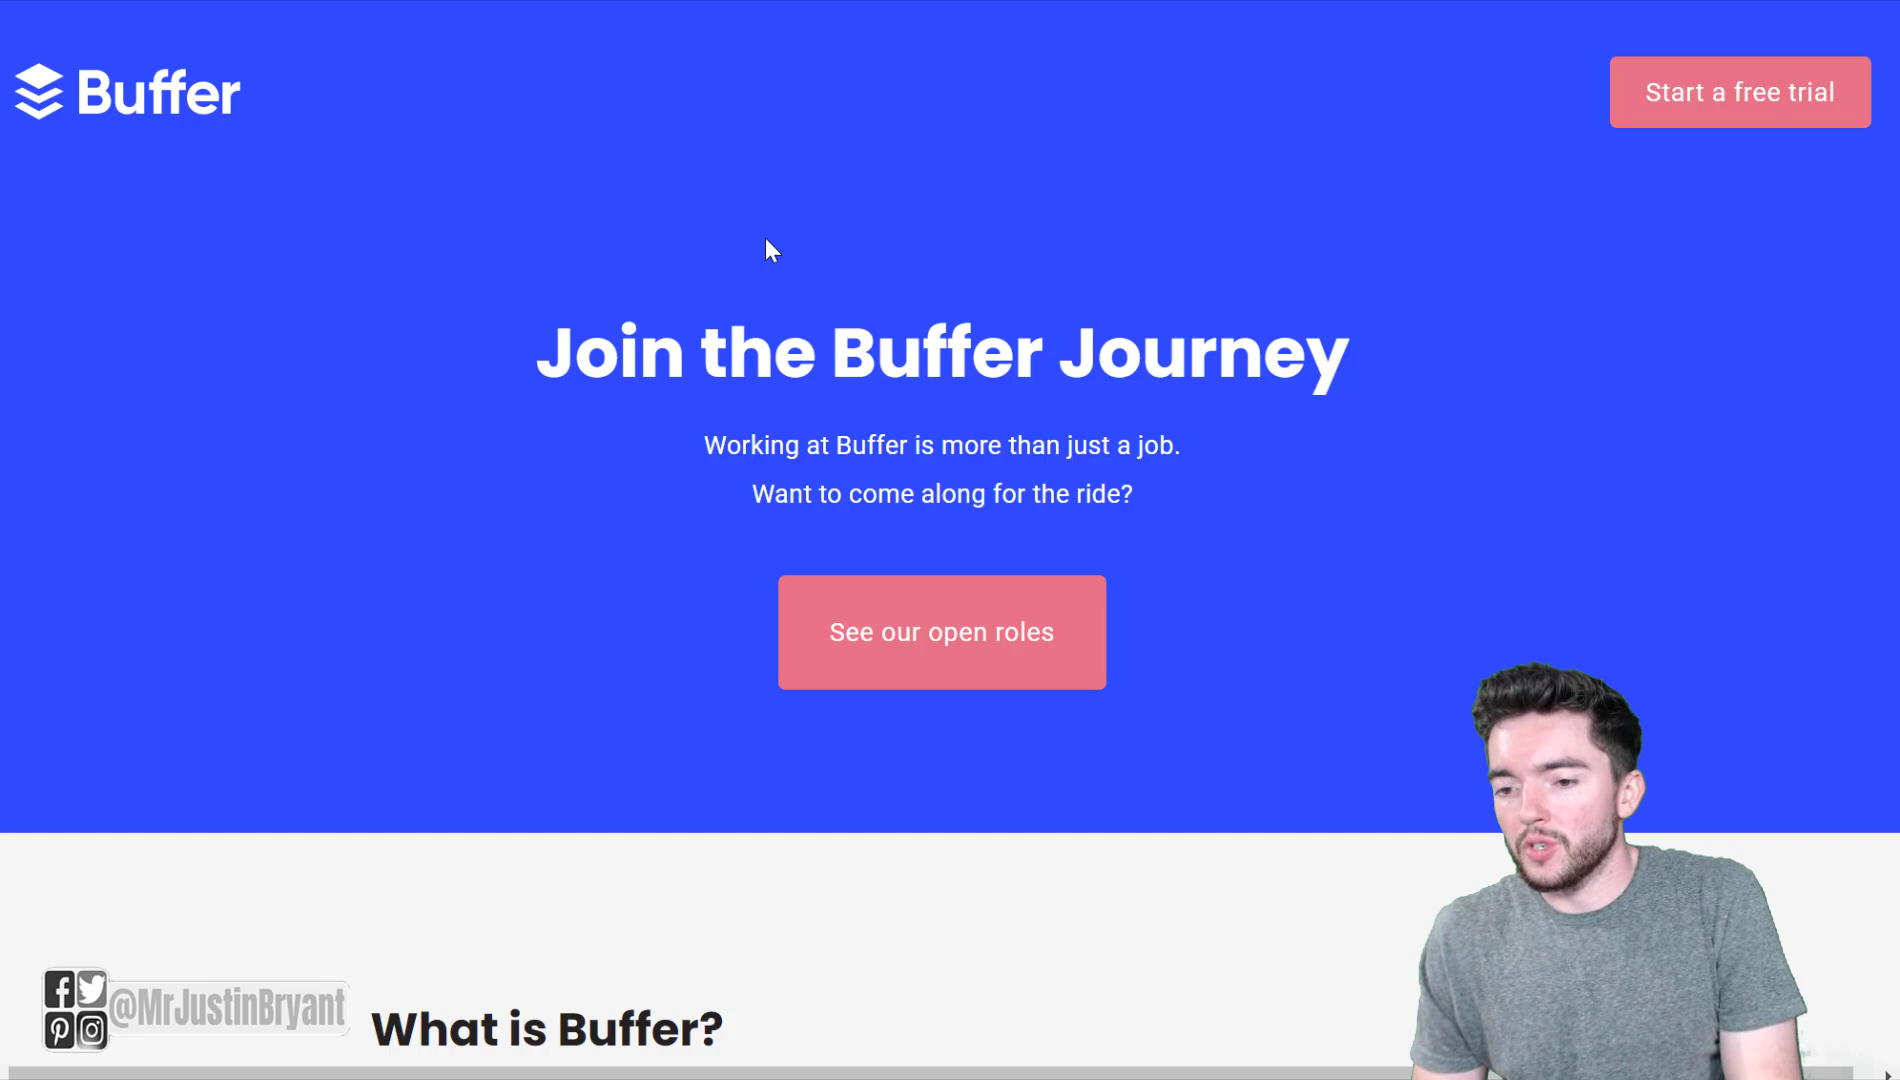 Buffer
Start a free trial
Join the Buffer Journey
Working at Buffer is more than just a job.
Want to come along for the ride?
See our open roles
@MrJustinBryant
What is Buffer?